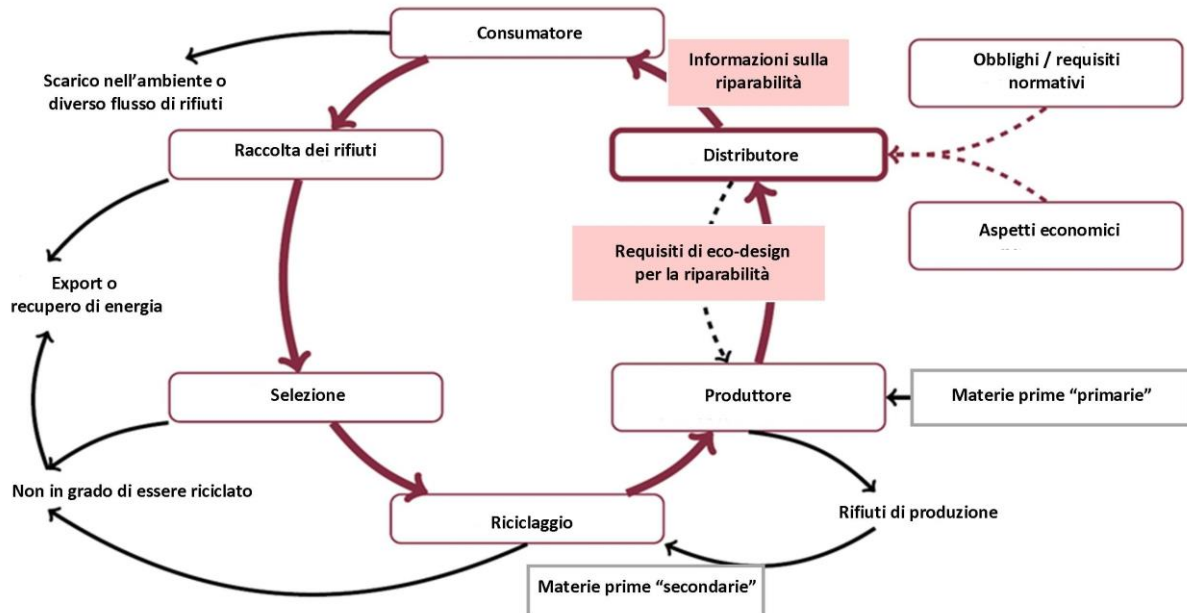 Consumatore
Scarico nell’ambiente o
diverso flusso di rifiuti
Informazioni sulla
riparabilità
Obblighi / requisiti
normativi
Raccolta dei rifiuti
Distributore
Aspetti economici
Requisiti di eco-design
per la riparabilità
Export o
recupero di energia
Selezione
Produttore
Materie prime “primarie”
Non in grado di essere riciclato
Riciclaggio
Rifiuti di produzione
Materie prime “secondarie”